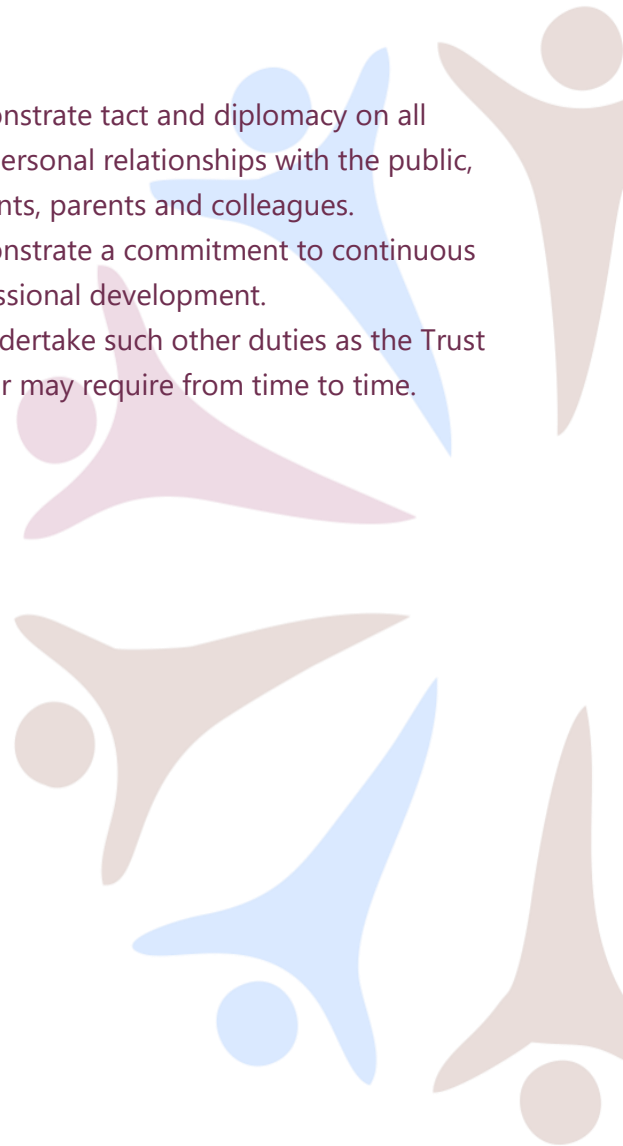 onstrate tact and diplomacy on all
ersonal relationships with the public,
nts, parents and colleagues.
onstrate a commitment to continuous
ssional development.
dertake such other duties as the Trust
r may require from time to time.